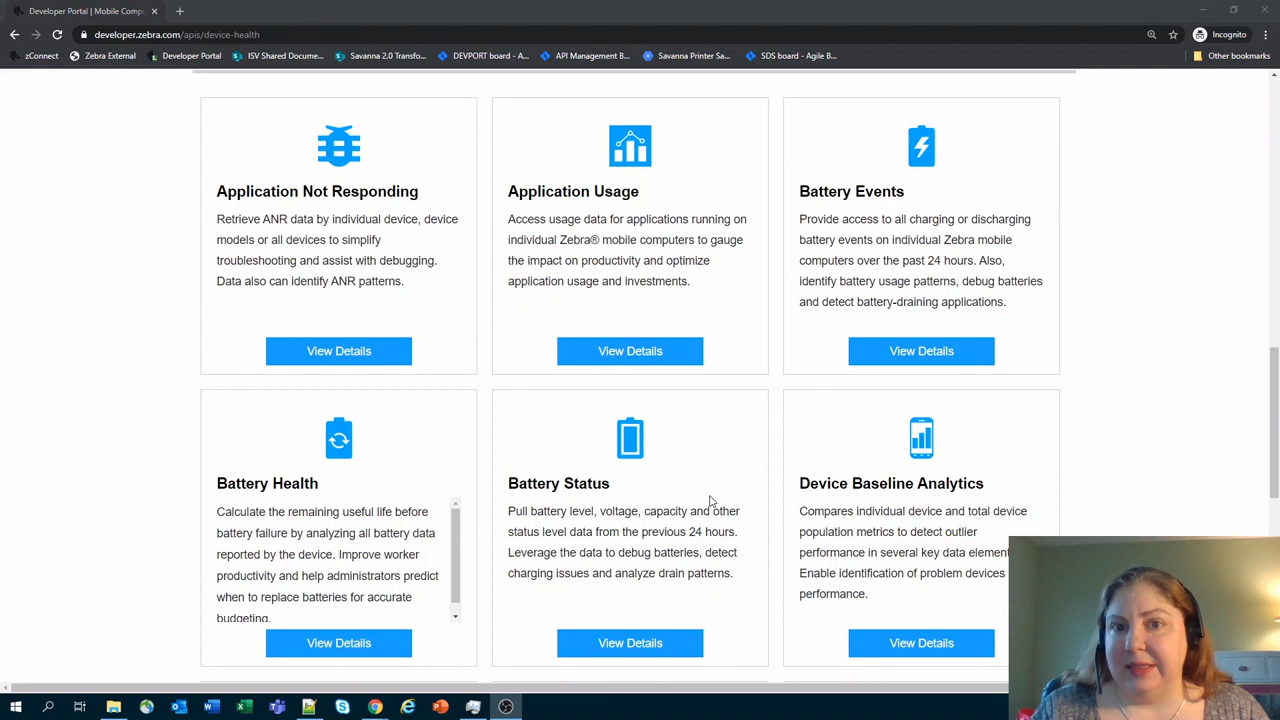 Developer Portal | Mobile Comp
develop.zebra.com/apis/device-health
Incognito
zConnect
Zebra External
Developer Portal
ISV Shared Docume...
Savanna 2.0 Transfo...
DEVPORT board - A...
API Management B...
Savanna Printer Sa...
SDS board - Agile B...
Other bookmarks
Application Not Responding
Retrieve ANR data by individual device, device
models or all devices to simplify
troubleshooting and assist with debugging.
Data also can identify ANR patterns.
View Details
Application Usage
Access usage data for applications running on
individual Zebra® mobile computers to gauge
the impact on productivity and optimize
application usage and investments.
View Details
Battery Events
Provide access to all charging or discharging
battery events on individual Zebra mobile
computers over the past 24 hours. Also,
identify battery usage patterns, debug batteries
and detect battery-draining applications.
View Details
Battery Health
Calculate the remaining useful life before
battery failure by analyzing all battery data
reported by the device. Improve worker
productivity and help administrators predict
when to replace batteries for accurate
budgeting.
View Details
Battery Status
Pull battery level, voltage, capacity and other
status level data from the previous 24 hours.
Leverage the data to debug batteries, detect
charging issues and analyze drain patterns.
View Details
Device Baseline Analytics
Compares individual device and total device
population metrics to detect outlier
performance in several key data element
Enable identification of problem devices
performance.
View Details